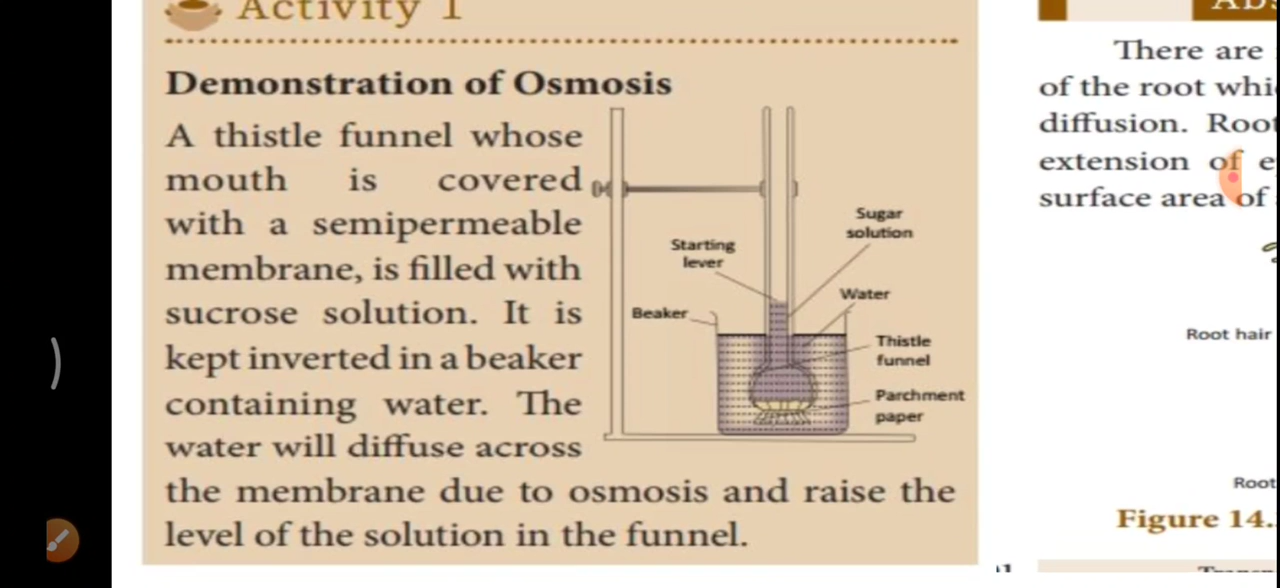 Activity 1
Demonstration of Osmosis
A thistle funnel whose
mouth is covered
with a semipermeable
membrane, is filled with
sucrose solution. It is
kept inverted in a beaker
containing water. The
water will diffuse across
the membrane due to osmosis and raise the
level of the solution in the funnel.
Sugar
solution
Starting
lever
Water
Beaker
Thistle
funnel
Parchment
paper
There are
of the root
diffusion.
extension of
surface area of
Root hair
Root
Figure 14.